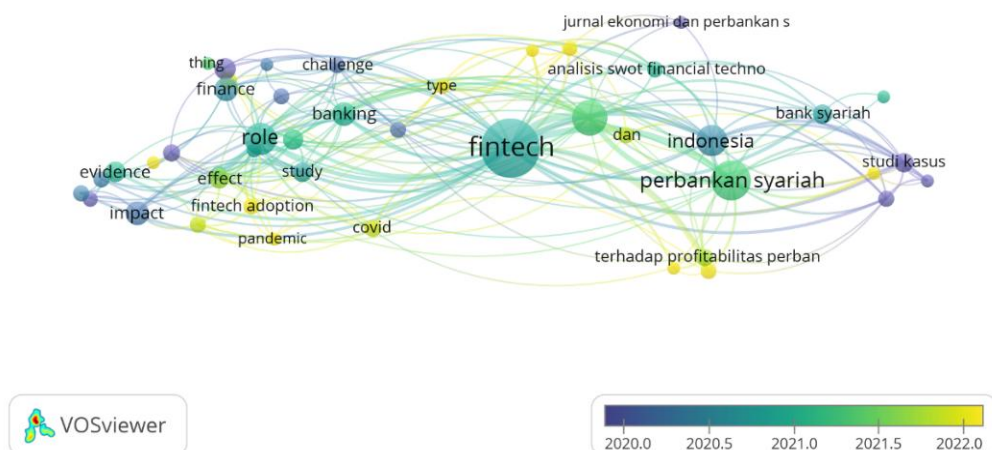 jurnal ekonomi dan perbankan s
thing
challenge
analisis swot financial techno
finance
type
banking
bank syariah
role
dan
fintech
indonesia
studi kasus
evidence
effect
study
perbankan syariah
impact
fintech adoption
covid
pandemic
terhadap profitabilitas perban
VOSviewer
2020.0 2020.5 2021.0 2021.5 2022.0